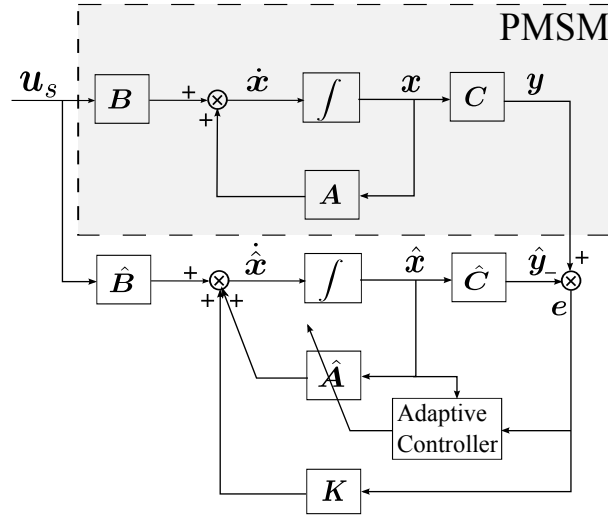 PMSM
u_s
B
+
+
ẋ
∫
x
C
y
A
B̂
+
+
+
x̂̇
∫
x̂
Ĉ
ŷ
−
+
e
Â
Adaptive
Controller
K